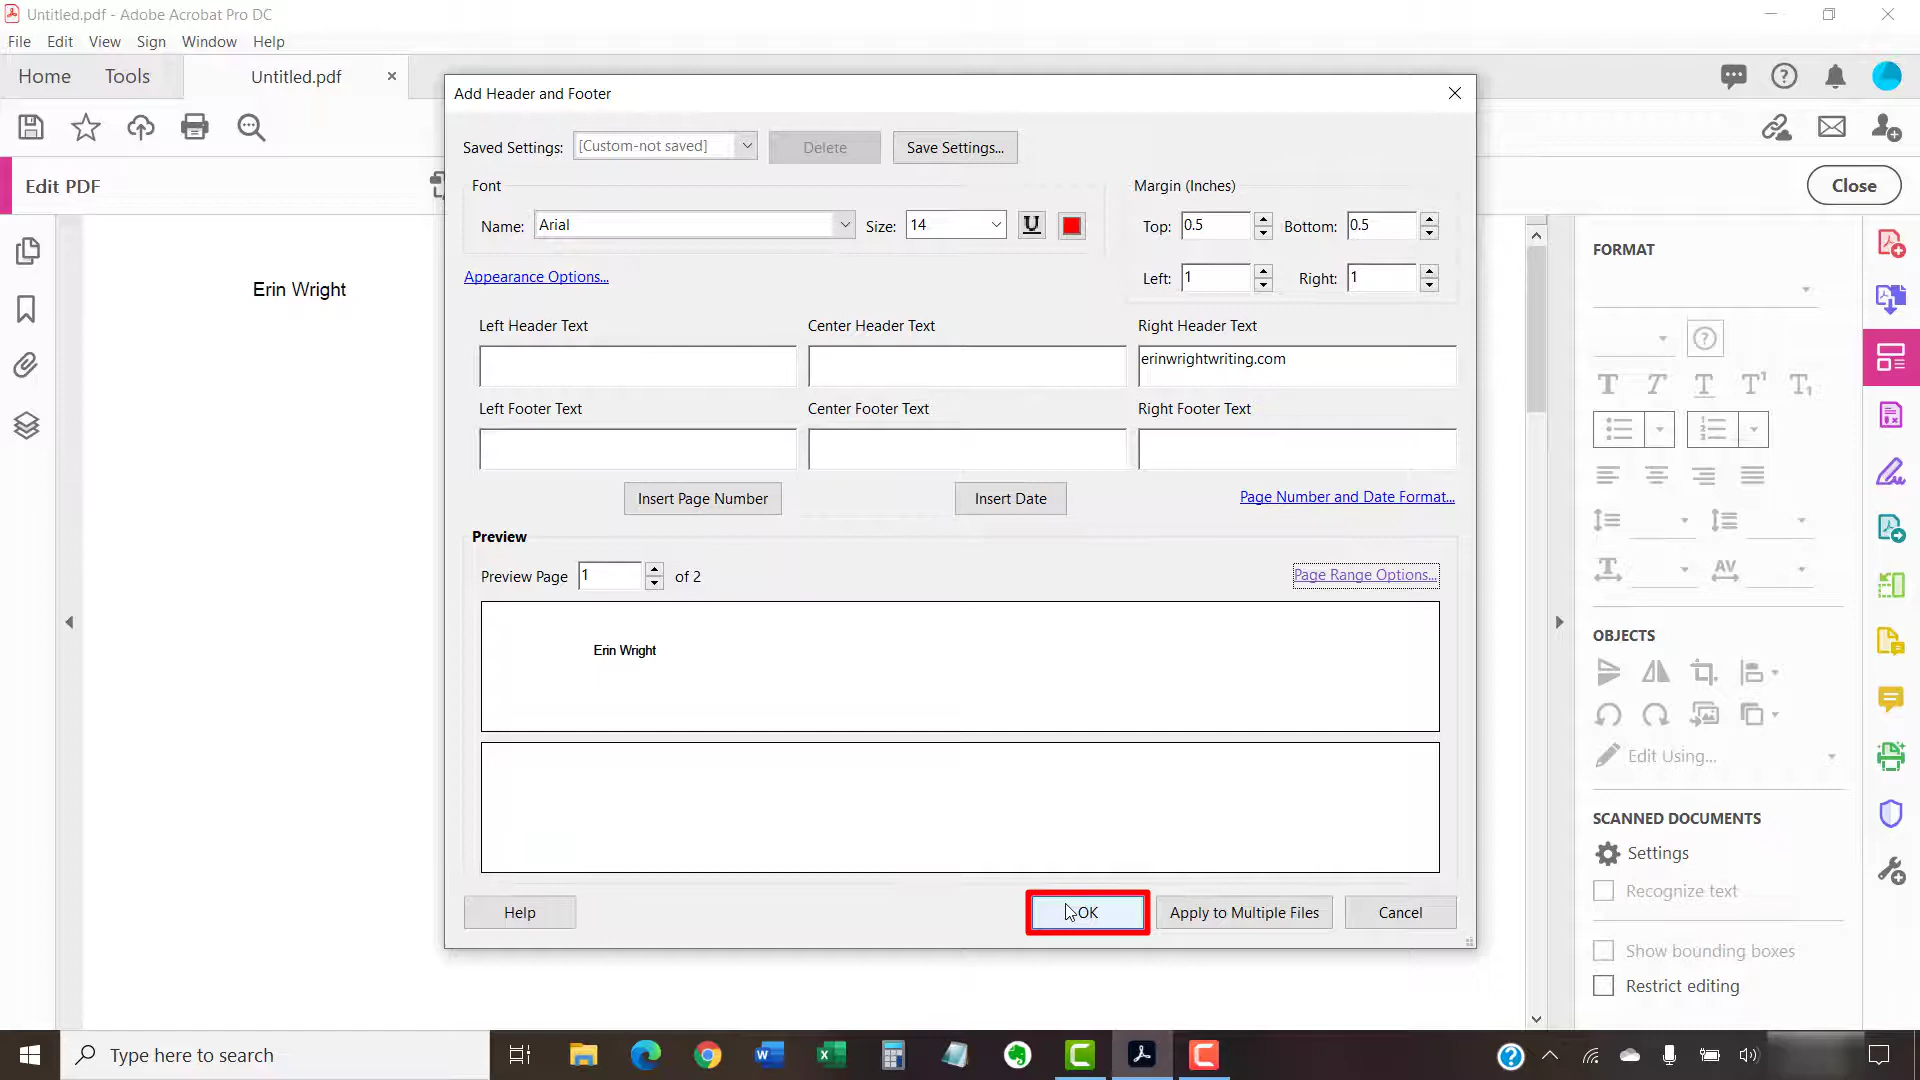 Untitled.pdf - Adobe Acrobat Pro DC
File Edit View Sign Window Help
Home Tools Untitled.pdf
Edit PDF
Close
Erin Wright
Add Header and Footer
Saved Settings: [Custom-not saved] Delete Save Settings...
Font
Name: Arial Size: 14 U
Margin (Inches)
Top: 0.5 Bottom: 0.5
Left: 1 Right: 1
Appearance Options...
Left Header Text Center Header Text Right Header Text
erinwrightwriting.com
Left Footer Text Center Footer Text Right Footer Text
Insert Page Number Insert Date Page Number and Date Format...
Preview
Preview Page 1 of 2 Page Range Options...
Erin Wright
Help OK Apply to Multiple Files Cancel
FORMAT
T T T T¹ T₁
AV
OBJECTS
Edit Using...
SCANNED DOCUMENTS
Settings
Recognize text
Show bounding boxes
Restrict editing
Type here to search